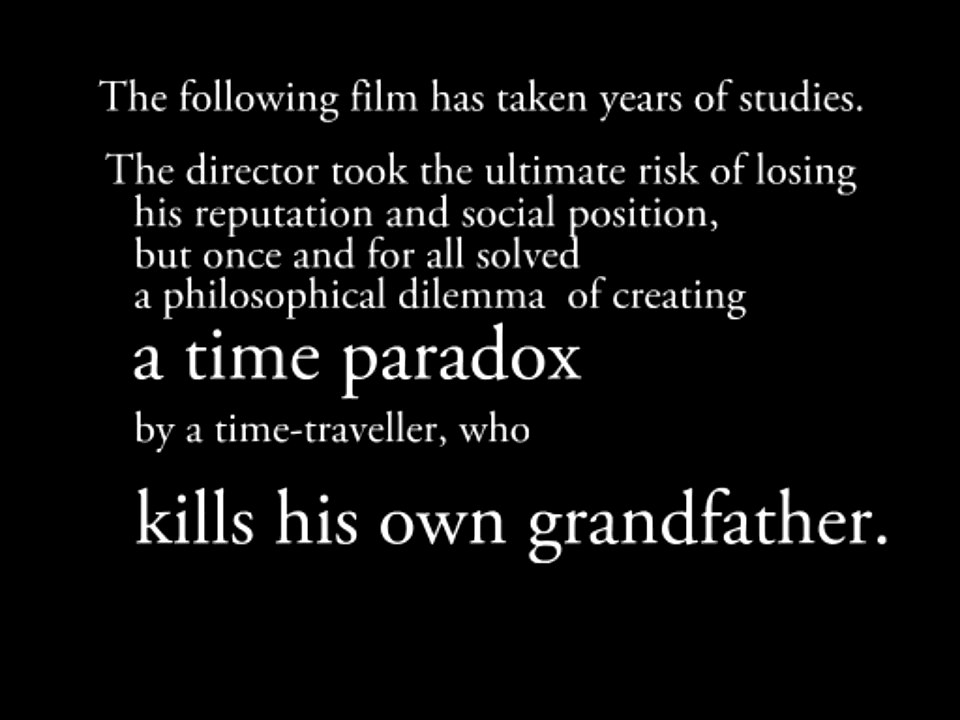 The following film has taken years of studies.
The director took the ultimate risk of losing
his reputation and social position,
but once and for all solved
a philosophical dilemma of creating
a time paradox
by a time-traveller, who
kills his own grandfather.